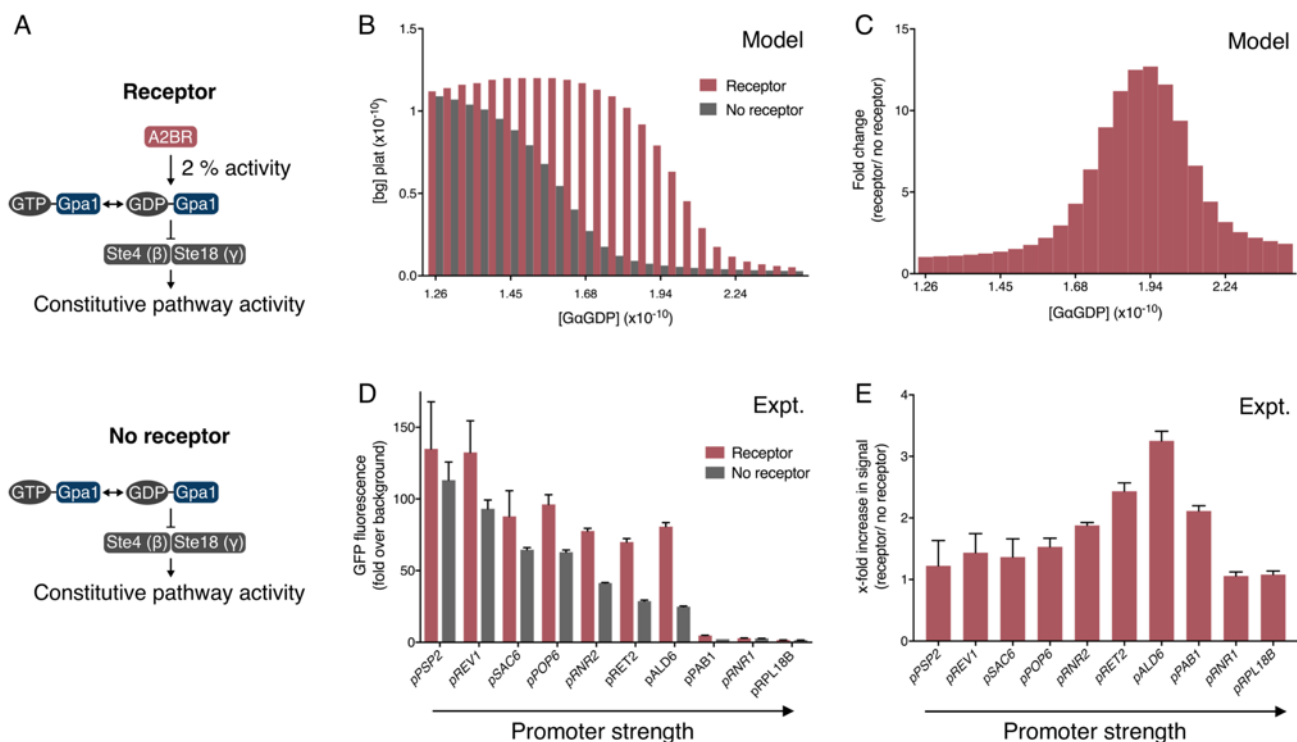 A
Receptor
A2BR
2 % activity
GTP Gpa1 GDP Gpa1
Ste4 (β) Ste18 (γ)
Constitutive pathway activity
No receptor
GTP Gpa1 GDP Gpa1
Ste4 (β) Ste18 (γ)
Constitutive pathway activity
B
Model
[bg] plat (x10⁻¹⁰)
1.5
1.0
0.5
0.0
Receptor
No receptor
1.26 1.45 1.68 1.94 2.24
[GαGDP] (x10⁻¹⁰)
C
Model
Fold change
(receptor/ no receptor)
15
10
5
0
1.26 1.45 1.68 1.94 2.24
[GαGDP] (x10⁻¹⁰)
D
Expt.
GFP fluorescence
(fold over background)
150
100
50
0
Receptor
No receptor
pPSP2 pREV1 pSAC6 pPOP6 pRNR2 pRET2 pALD6 pPAB1 pRNR1 pRPL18B
Promoter strength
E
Expt.
x-fold increase in signal
(receptor/ no receptor)
4
3
2
1
0
pPSP2 pREV1 pSAC6 pPOP6 pRNR2 pRET2 pALD6 pPAB1 pRNR1 pRPL18B
Promoter strength